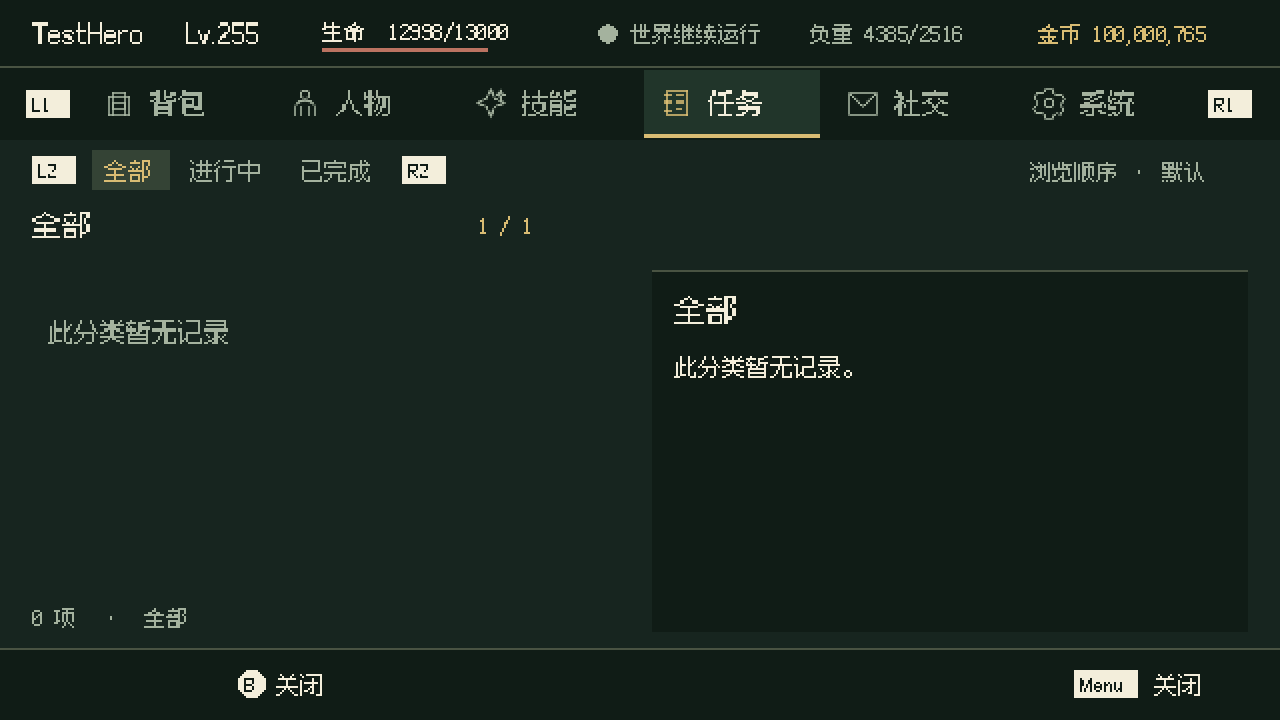 TestHero Lv.255 生命 12998/13000 世界继续运行 负重 4385/2516 金币 100,000,765
L1 背包 人物 技能 任务 社交 系统 R1
L2 全部 进行中 已完成 R2 浏览顺序 · 默认
全部 1 / 1
全部
此分类暂无记录
此分类暂无记录。
0 项 · 全部
B 关闭 Menu 关闭